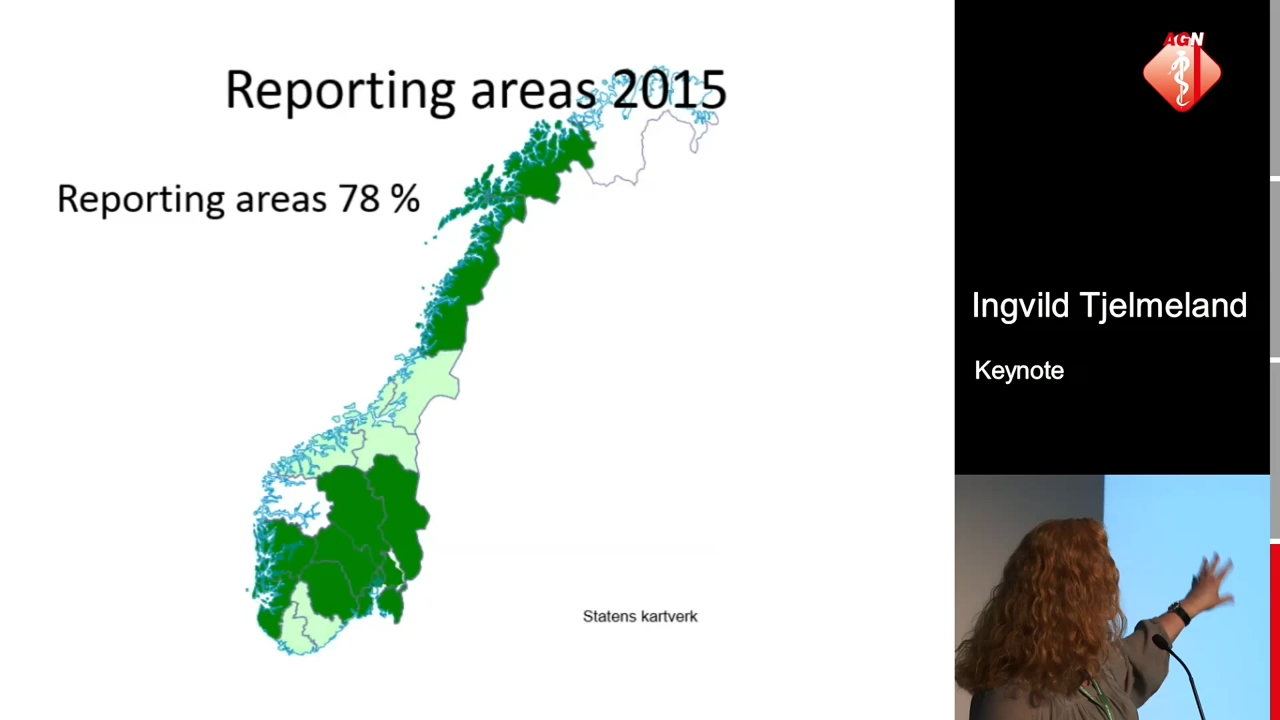 Reporting areas 2015
Reporting areas 78 %
Statens kartverk
AGN
Ingvild Tjelmeland
Keynote